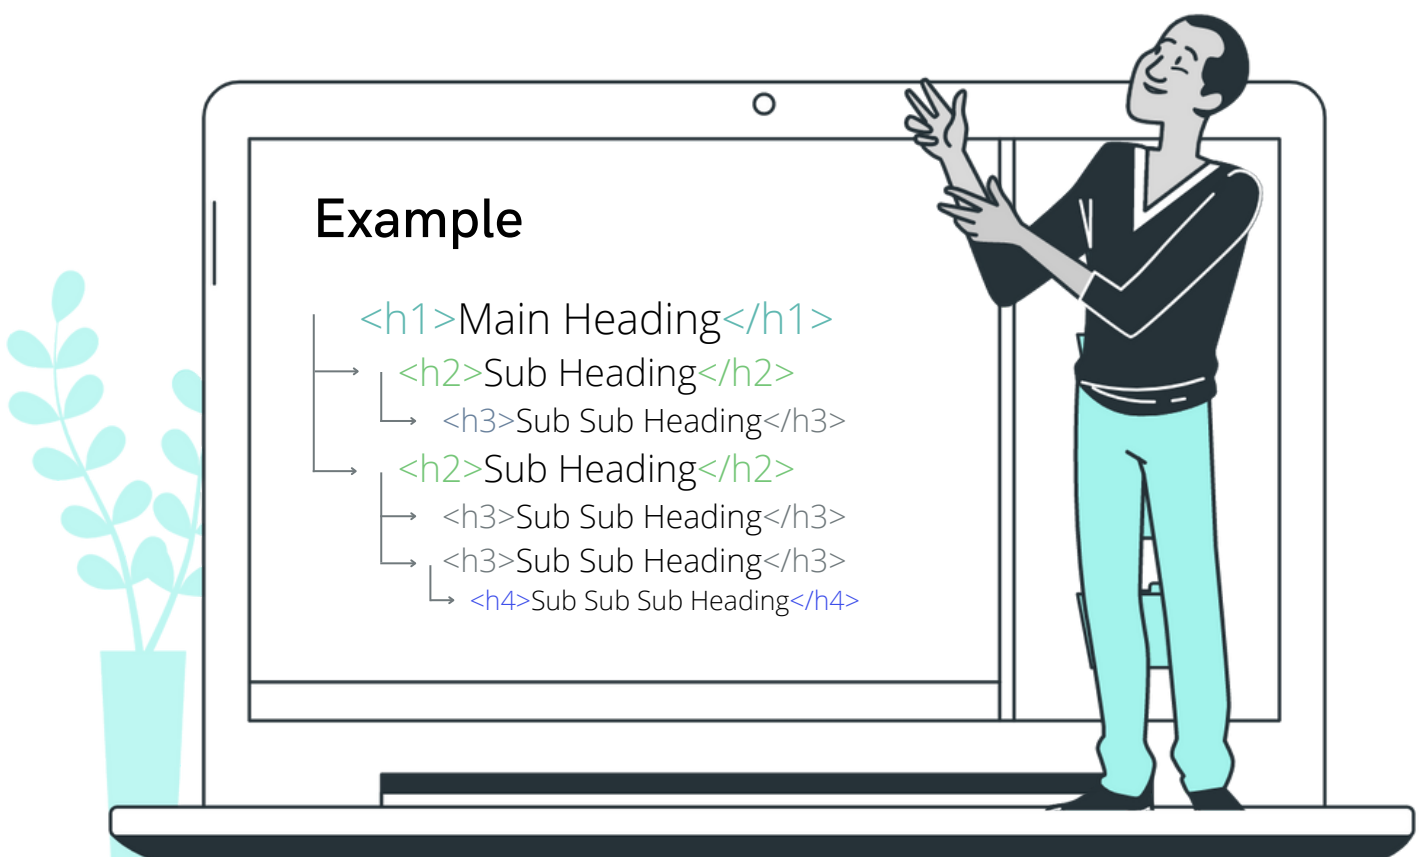 Example
<h1>Main Heading</h1>
<h2>Sub Heading</h2>
<h3>Sub Sub Heading</h3>
<h2>Sub Heading</h2>
<h3>Sub Sub Heading</h3>
<h3>Sub Sub Heading</h3>
<h4>Sub Sub Sub Heading</h4>